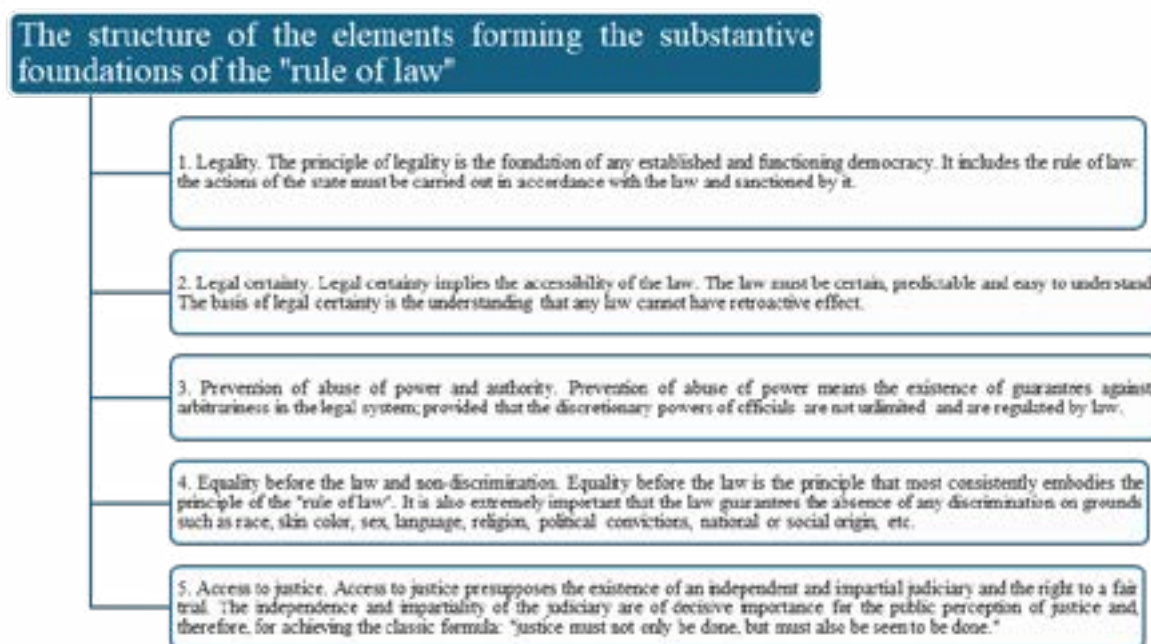 The structure of the elements forming the substantive
foundations of the "rule of law"
1. Legality. The principle of legality is the foundation of any established and functioning democracy. It includes the rule of law:
the actions of the state must be carried out in accordance with the law and sanctioned by it.
2. Legal certainty. Legal certainty implies the accessibility of the law. The law must be certain, predictable and easy to understand
The basis of legal certainty is the understanding that any law cannot have retroactive effect.
3. Prevention of abuse of power and authority. Prevention of abuse of power means the existence of guarantees against
arbitrariness in the legal system; provided that the discretionary powers of officials are not unlimited and are regulated by law.
4. Equality before the law and non-discrimination. Equality before the law is the principle that most consistently embodies the
principle of the "rule of law". It is also extremely important that the law guarantees the absence of any discrimination on grounds
such as race, skin color, sex, language, religion, political convictions, national or social origin, etc.
5. Access to justice. Access to justice presupposes the existence of an independent and impartial judiciary and the right to a fair
trial. The independence and impartiality of the judiciary are of decisive importance for the public perception of justice and,
therefore, for achieving the classic formula: "justice must not only be done, but must also be seen to be done."